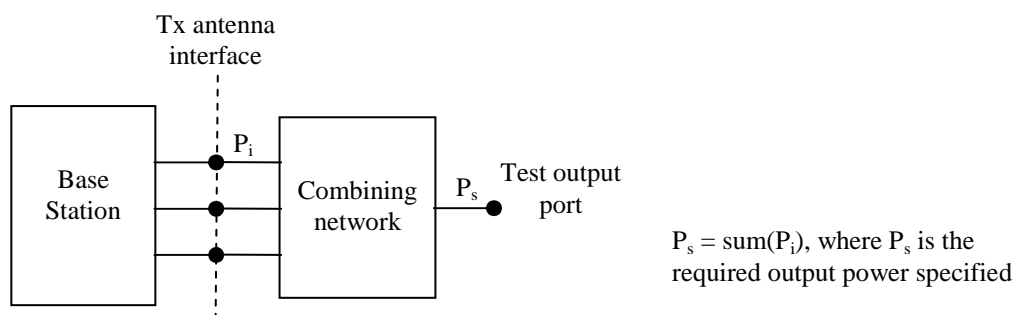 Tx antenna
interface
P_i
Base
Station
Combining
network
P_s
Test output
port
P_s = sum(P_i), where P_s is the
required output power specified